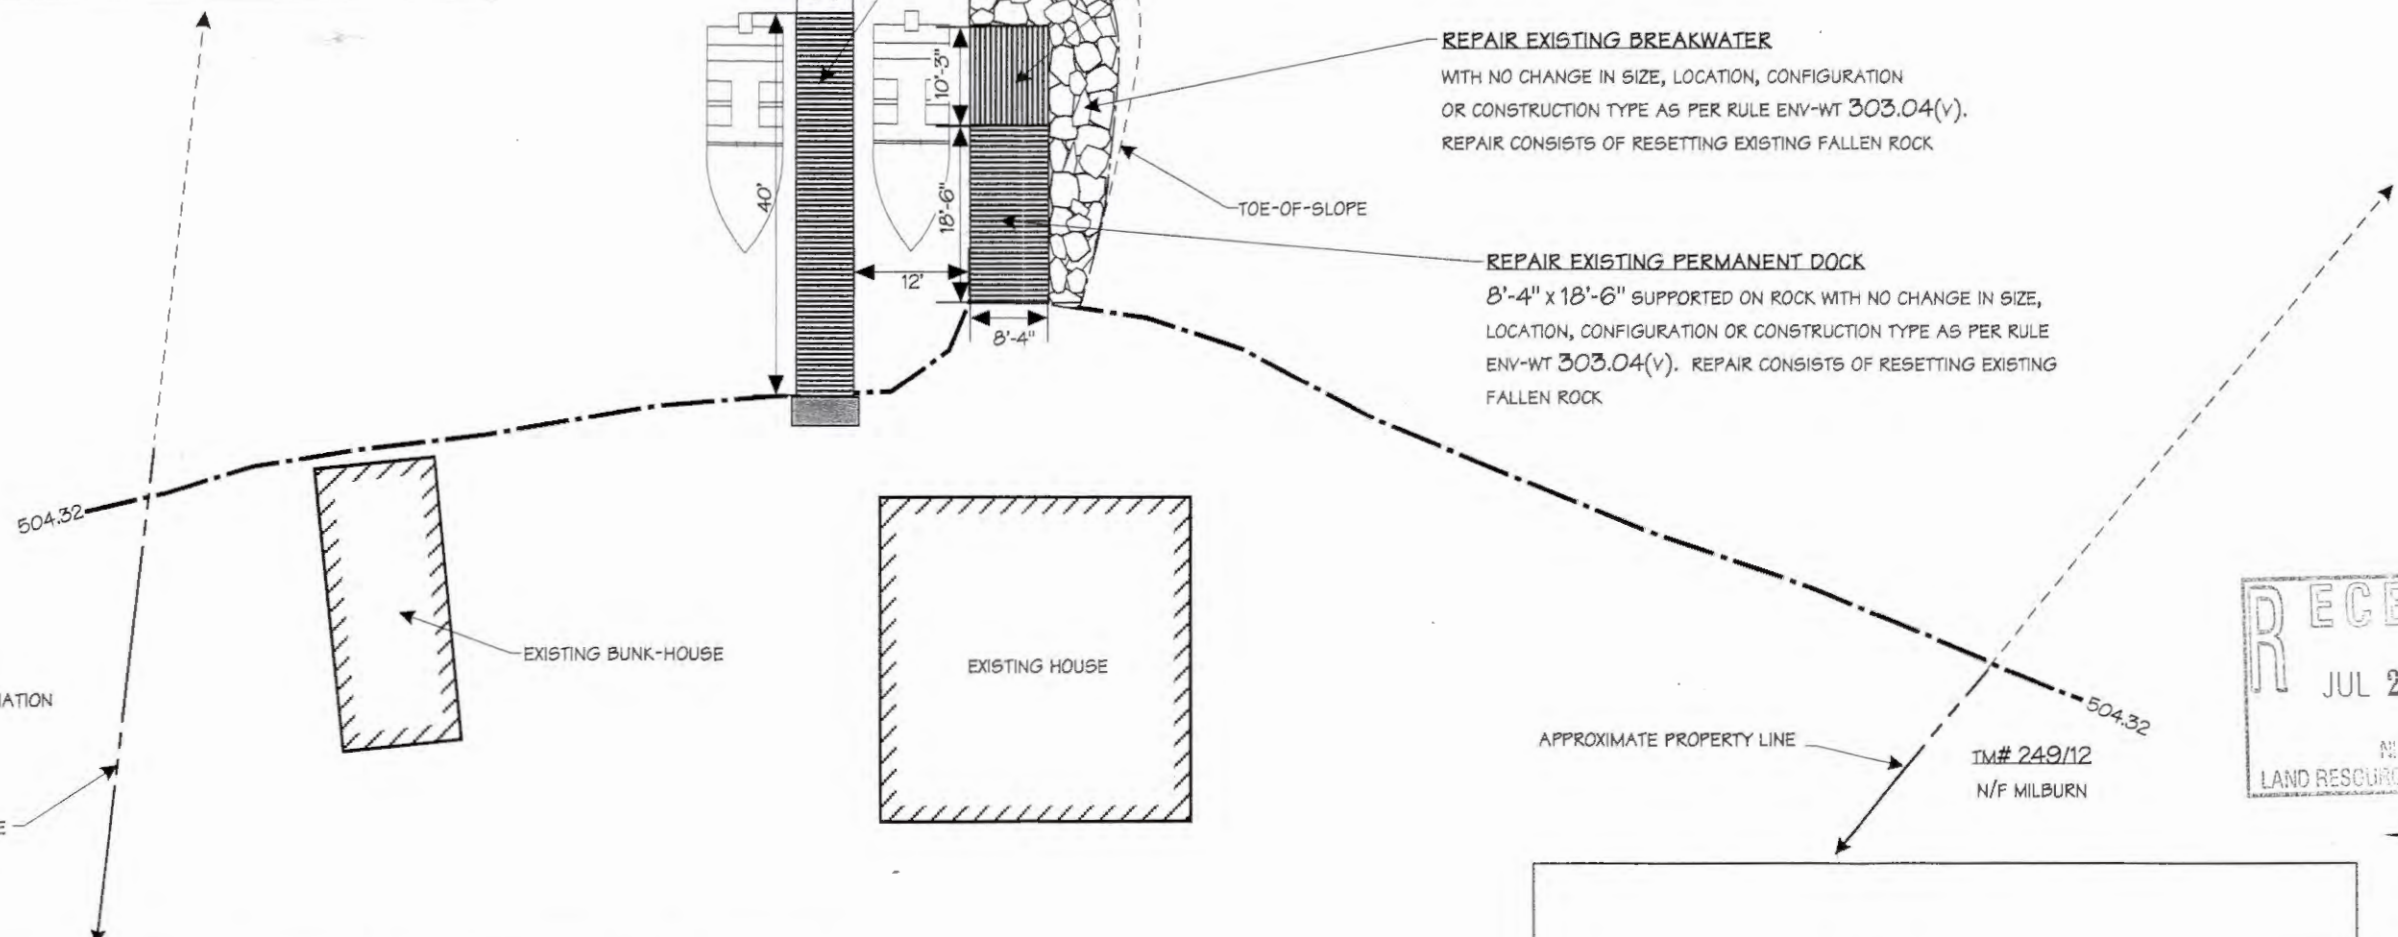 REPAIR EXISTING BREAKWATER
WITH NO CHANGE IN SIZE, LOCATION, CONFIGURATION
OR CONSTRUCTION TYPE AS PER RULE ENV-WT 303.04(V).
REPAIR CONSISTS OF RESETTING EXISTING FALLEN ROCK
10'-3"
40'
18'-6"
TOE-OF-SLOPE
12'
8'-4"
REPAIR EXISTING PERMANENT DOCK
8'-4" X 18'-6" SUPPORTED ON ROCK WITH NO CHANGE IN SIZE,
LOCATION, CONFIGURATION OR CONSTRUCTION TYPE AS PER RULE
ENV-WT 303.04(V). REPAIR CONSISTS OF RESETTING EXISTING
FALLEN ROCK
504.32
EXISTING BUNK-HOUSE
EXISTING HOUSE
504.32
APPROXIMATE PROPERTY LINE
TM# 249/12
N/F MILBURN
JUL 2
LAND